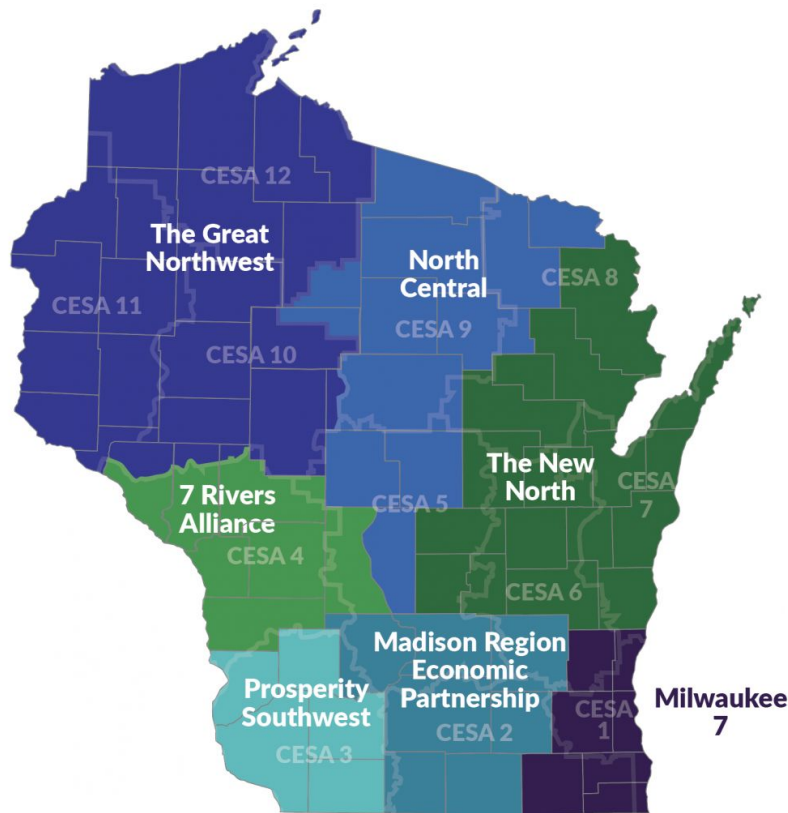 CESA 12
The Great
Northwest
North
Central
CESA 8
CESA 11
CESA 9
CESA 10
The New
North
7 Rivers
Alliance
CESA
7
CESA 5
CESA 4
CESA 6
Madison Region
Economic
Partnership
Prosperity
Southwest
Milwaukee
7
CESA
1
CESA 2
CESA 3